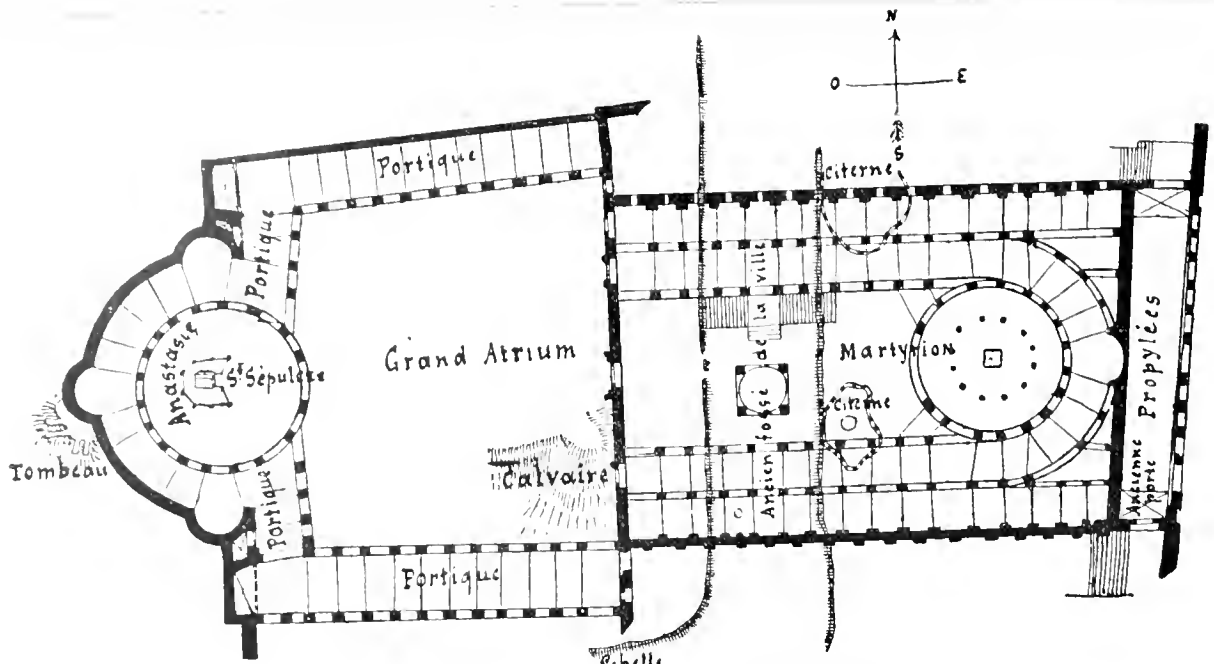 N
O
E
Portique
S
Citerne
Portique
Ancien fossé de la ville
Propylées
Anastasie
Grand Atrium
Martyrion
St Sépulcre
Citerne
Tombeau
Calvaire
Ancienne
porte
Portique
Portique